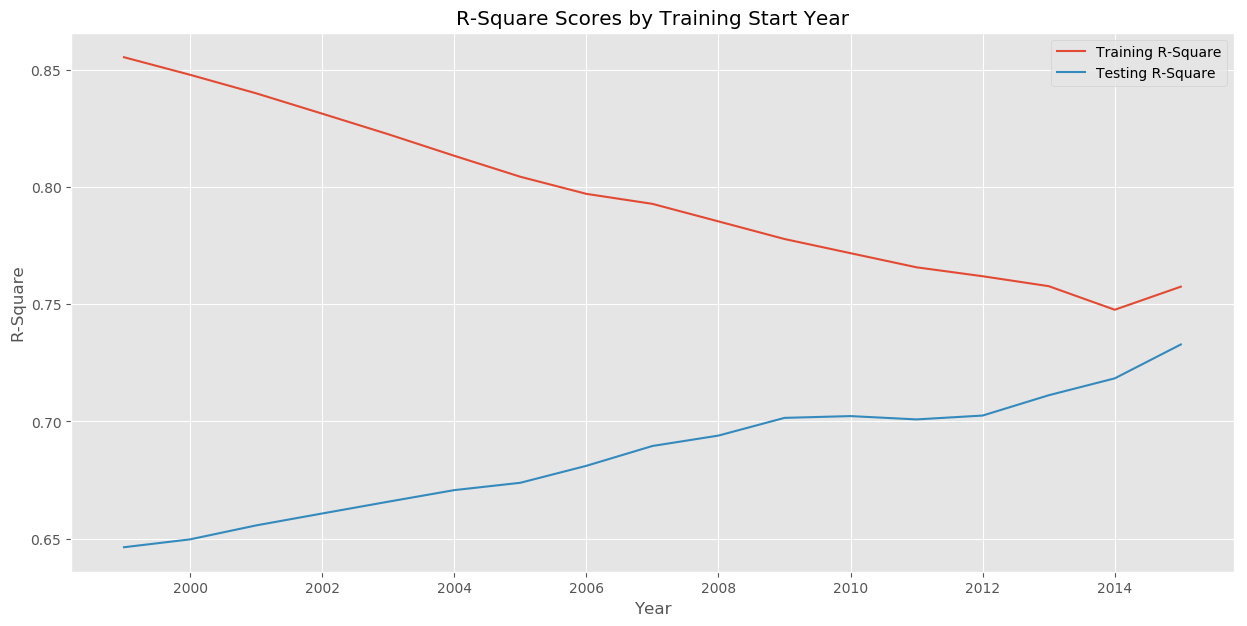 R-Square Scores by Training Start Year
Training R-Square
Testing R-Square
R-Square
0.85
0.80
0.75
0.70
0.65
2000 2002 2004 2006 2008 2010 2012 2014
Year